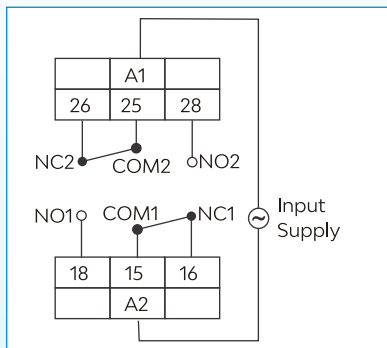 A1
26 25 28
NC2 COM2 NO2
NO1 COM1 NC1
Input
Supply
18 15 16
A2